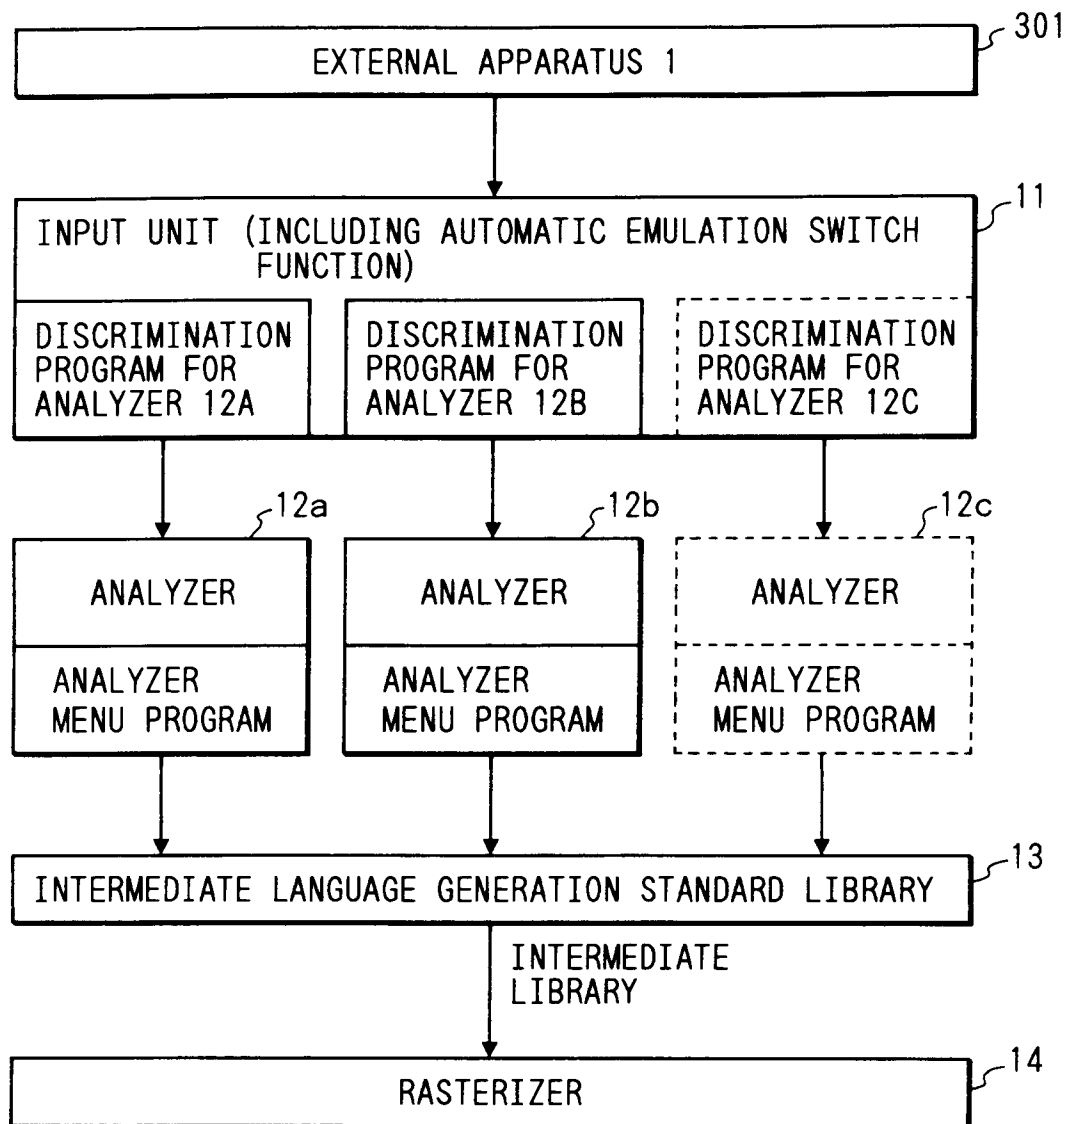 301
EXTERNAL APPARATUS 1
11
INPUT UNIT (INCLUDING AUTOMATIC EMULATION SWITCH
FUNCTION)
DISCRIMINATION
PROGRAM FOR
ANALYZER 12A
DISCRIMINATION
PROGRAM FOR
ANALYZER 12B
DISCRIMINATION
PROGRAM FOR
ANALYZER 12C
12a
ANALYZER
ANALYZER
MENU PROGRAM
12b
ANALYZER
ANALYZER
MENU PROGRAM
12c
ANALYZER
ANALYZER
MENU PROGRAM
13
INTERMEDIATE LANGUAGE GENERATION STANDARD LIBRARY
INTERMEDIATE
LIBRARY
14
RASTERIZER